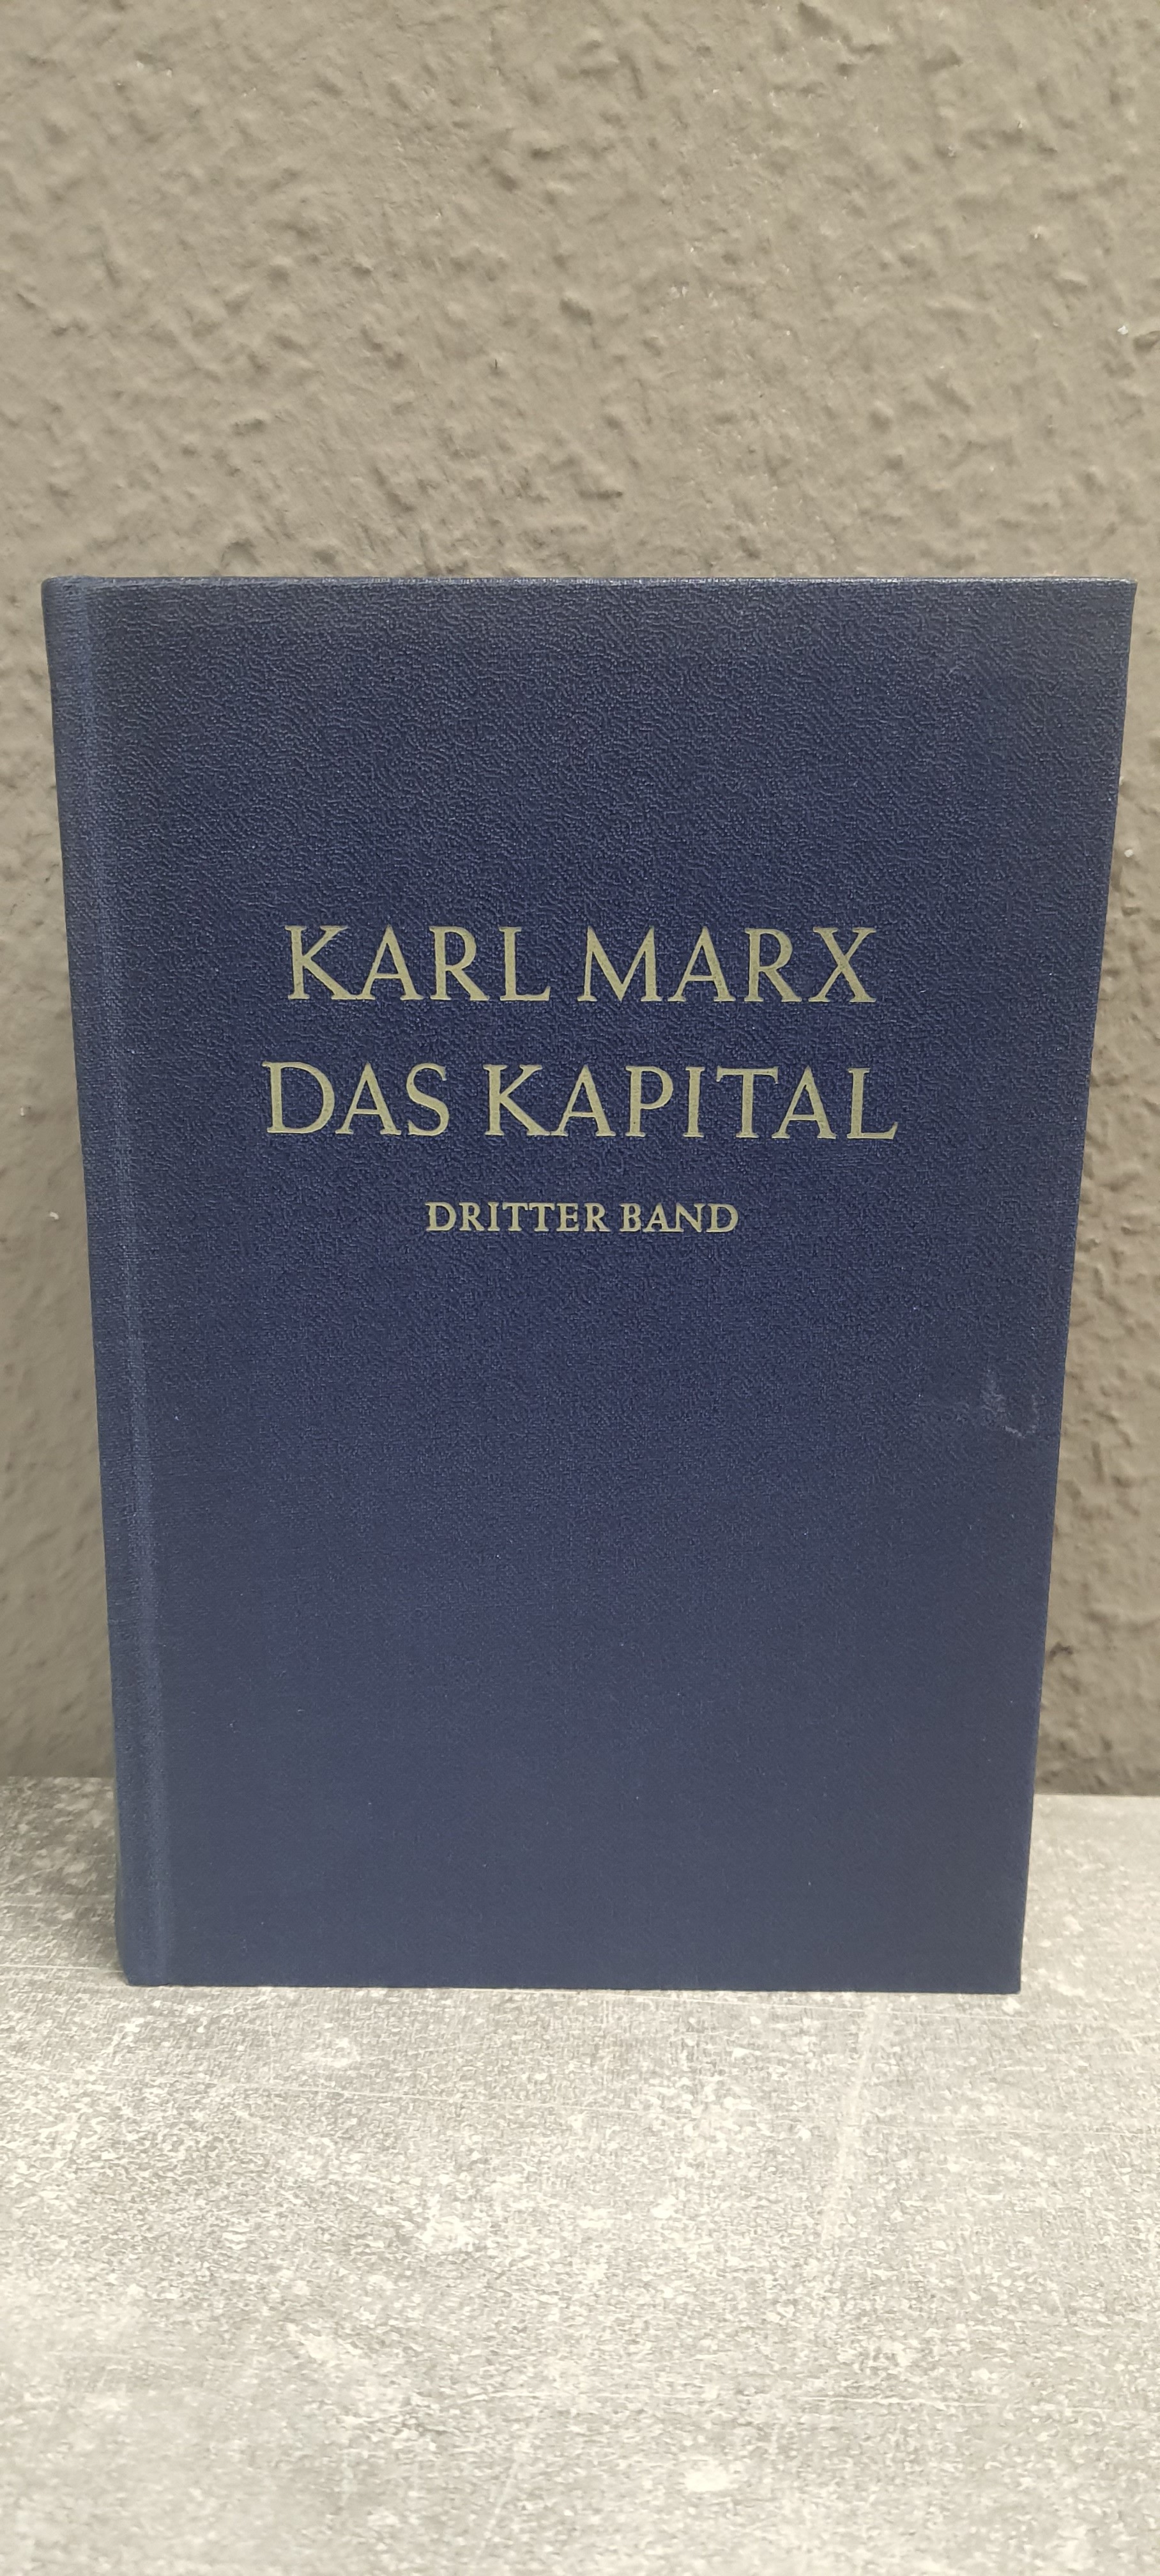 KARL MARX
DAS KAPITAL
DRITTER BAND